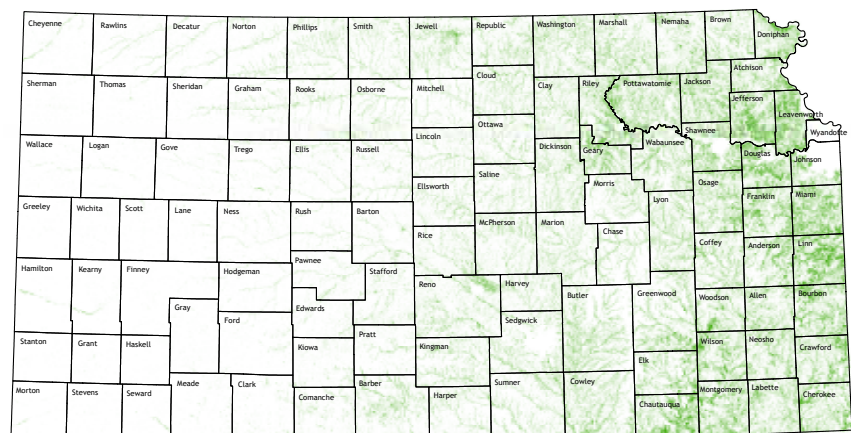 Cheyenne
Rawlins
Decatur
Norton
Phillips
Smith
Jewell
Republic
Washington
Marshall
Nemaha
Brown
Doniphan
Sherman
Thomas
Sheridan
Graham
Rooks
Osborne
Mitchell
Cloud
Clay
Riley
Pottawatomie
Jackson
Atchison
Jefferson
Leavenworth
Wyandotte
Wallace
Logan
Gove
Trego
Ellis
Russell
Lincoln
Ottawa
Dickinson
Geary
Wabaunsee
Shawnee
Douglas
Johnson
Greeley
Wichita
Scott
Lane
Ness
Rush
Barton
Ellsworth
Saline
Morris
Lyon
Osage
Franklin
Miami
Hamilton
Kearny
Finney
Hodgeman
Pawnee
Stafford
Rice
McPherson
Marion
Chase
Coffey
Anderson
Linn
Gray
Ford
Edwards
Reno
Harvey
Sedgwick
Butler
Greenwood
Woodson
Allen
Bourbon
Stanton
Grant
Haskell
Kiowa
Pratt
Kingman
Elk
Wilson
Neosho
Crawford
Morton
Stevens
Seward
Meade
Clark
Comanche
Barber
Harper
Sumner
Cowley
Chautauqua
Montgomery
Labette
Cherokee